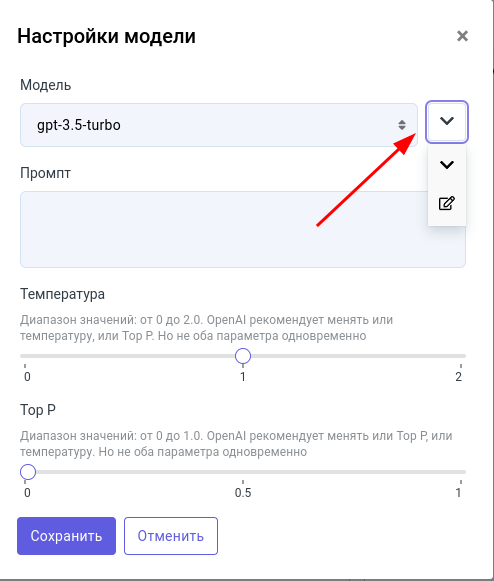 Настройки модели
Модель
gpt-3.5-turbo
Промпт
Температура
Диапазон значений: от 0 до 2.0. OpenAI рекомендует менять или
температуру, или Top P. Но не оба параметра одновременно
0 1 2
Top P
Диапазон значений: от 0 до 1.0. OpenAI рекомендует менять или Top P, или
температуру. Но не оба параметра одновременно
0 0.5 1
Сохранить Отменить